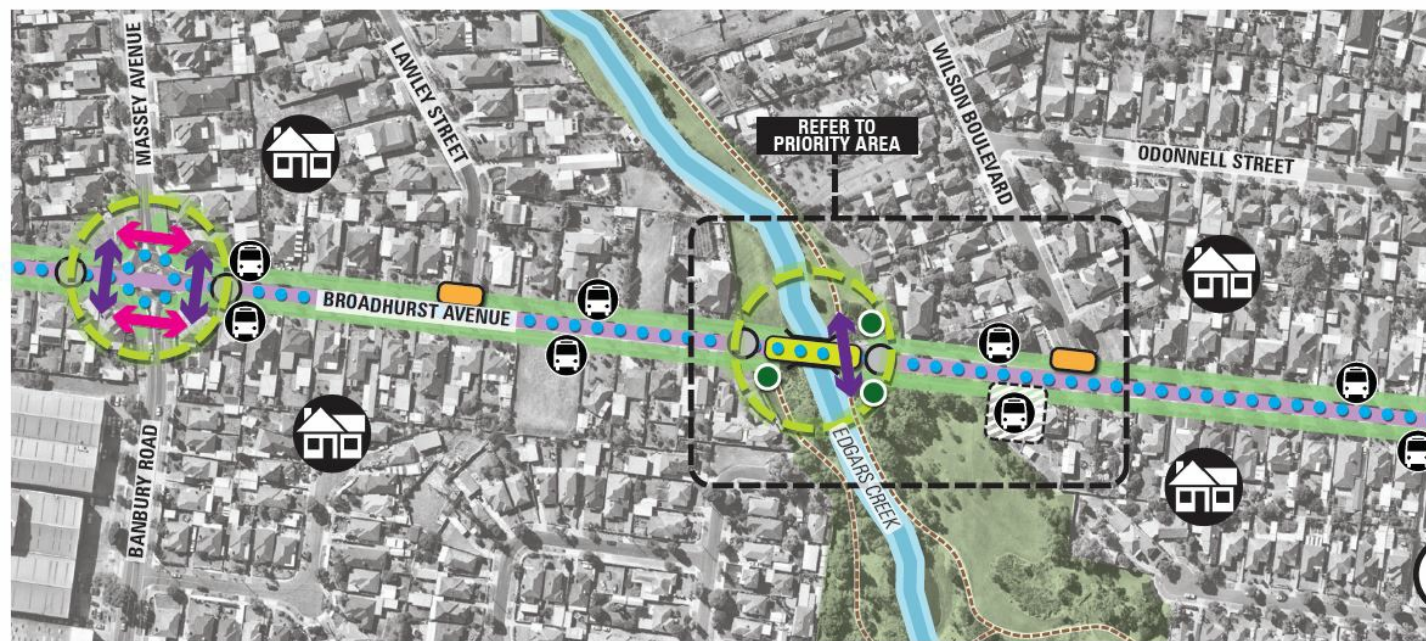 MASSEY AVENUE
LAWLEY STREET
WILSON BOULEVARD
REFER TO
PRIORITY AREA
ODONNELL STREET
BROADHURST AVENUE
BANBURY ROAD
EDGARS CREEK